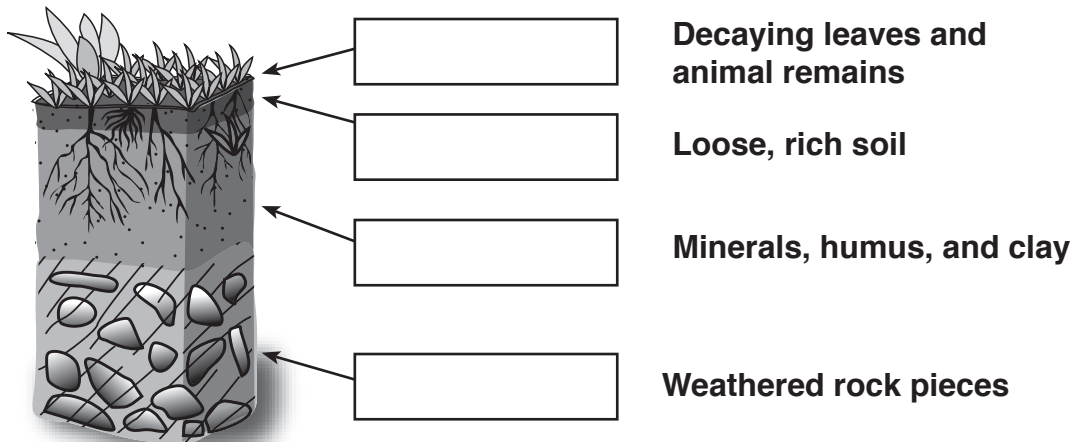 Decaying leaves and
animal remains
Loose, rich soil
Minerals, humus, and clay
Weathered rock pieces